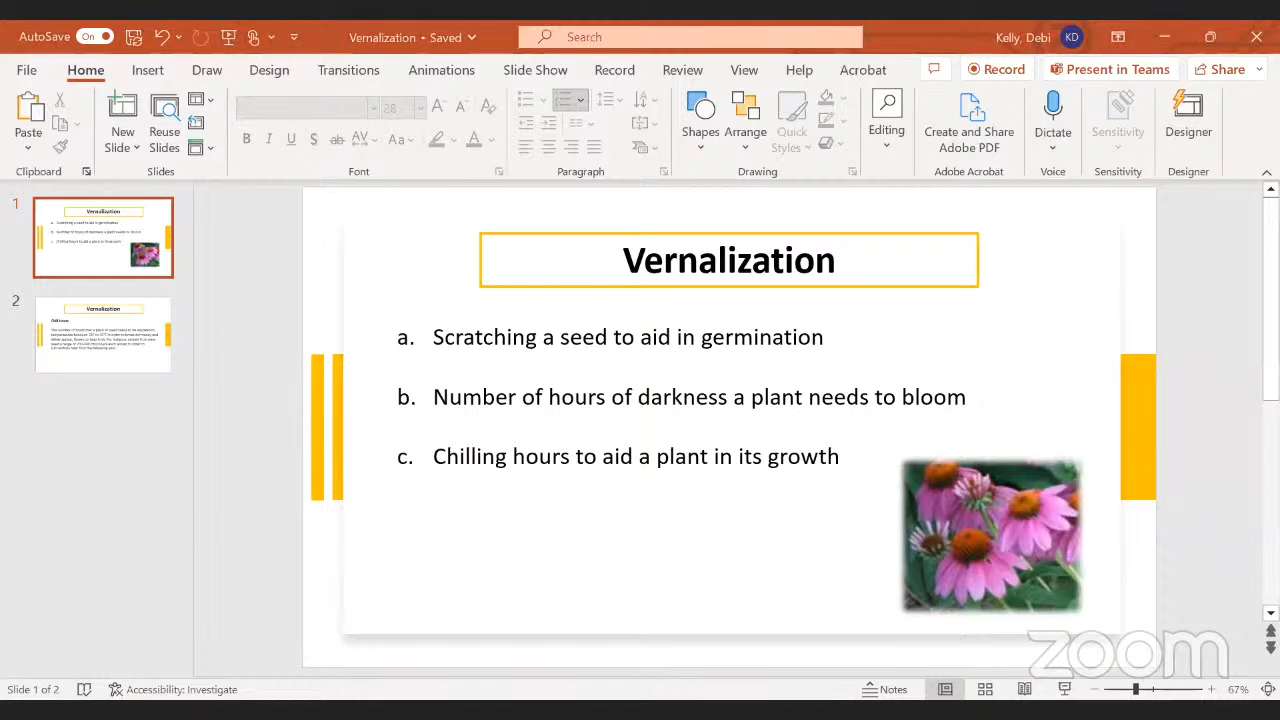 AutoSave On Vernalization • Saved Search Kelly, Debi KD
File Home Insert Draw Design Transitions Animations Slide Show Record Review View Help Acrobat Record Present in Teams Share
Paste New Slide Reuse Slides 28 Shapes Arrange Quick Styles Editing Create and Share Adobe PDF Dictate Sensitivity Designer
Clipboard Slides Font Paragraph Drawing Adobe Acrobat Voice Sensitivity Designer
1
Vernalization
2
Vernalization
Vernalization
a. Scratching a seed to aid in germination
b. Number of hours of darkness a plant needs to bloom
c. Chilling hours to aid a plant in its growth
zoom
Slide 1 of 2 Accessibility: Investigate Notes 67%